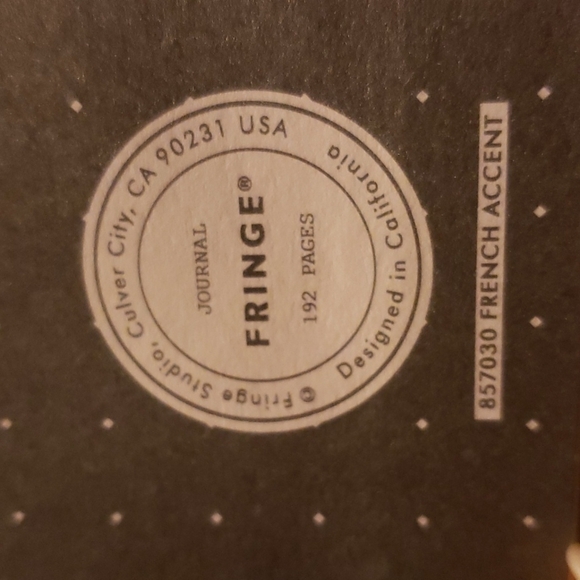 © Fringe Studio, Culver City, CA 90231 USA
JOURNAL
FRINGE®
192 PAGES
Designed in California
857030 FRENCH ACCENT